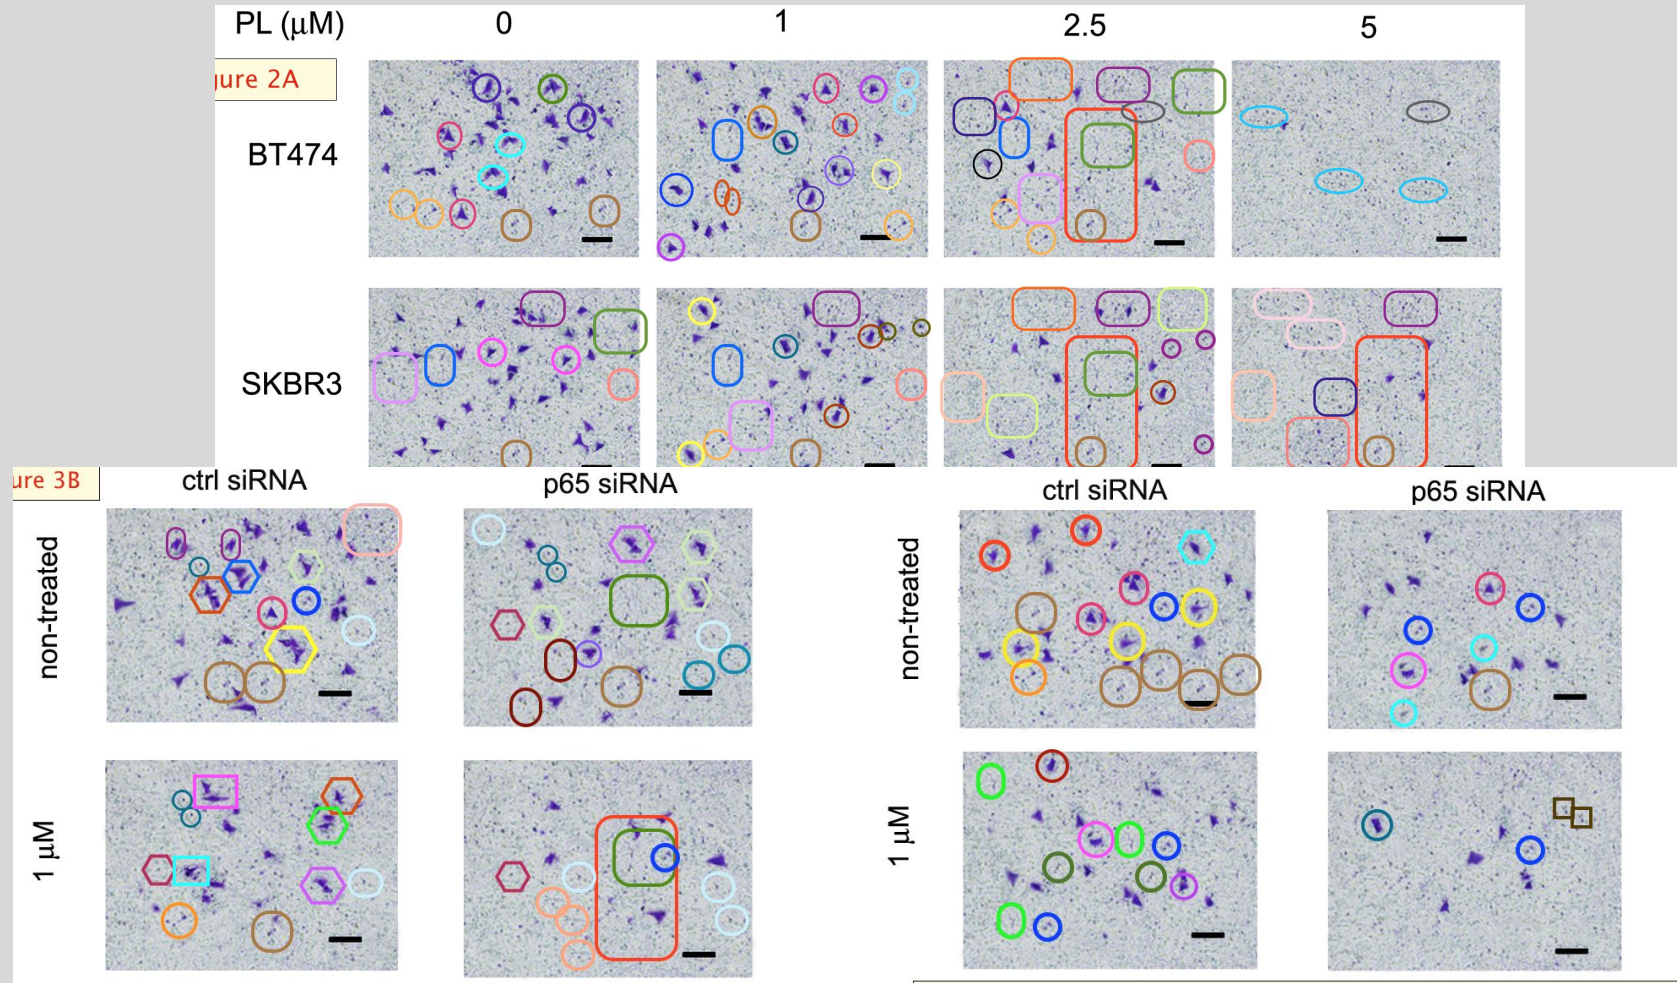 PL (μM) 0 1 2.5 5
gure 2A
BT474
SKBR3
ure 3B
ctrl siRNA p65 siRNA ctrl siRNA p65 siRNA
non-treated non-treated
1 μM 1 μM